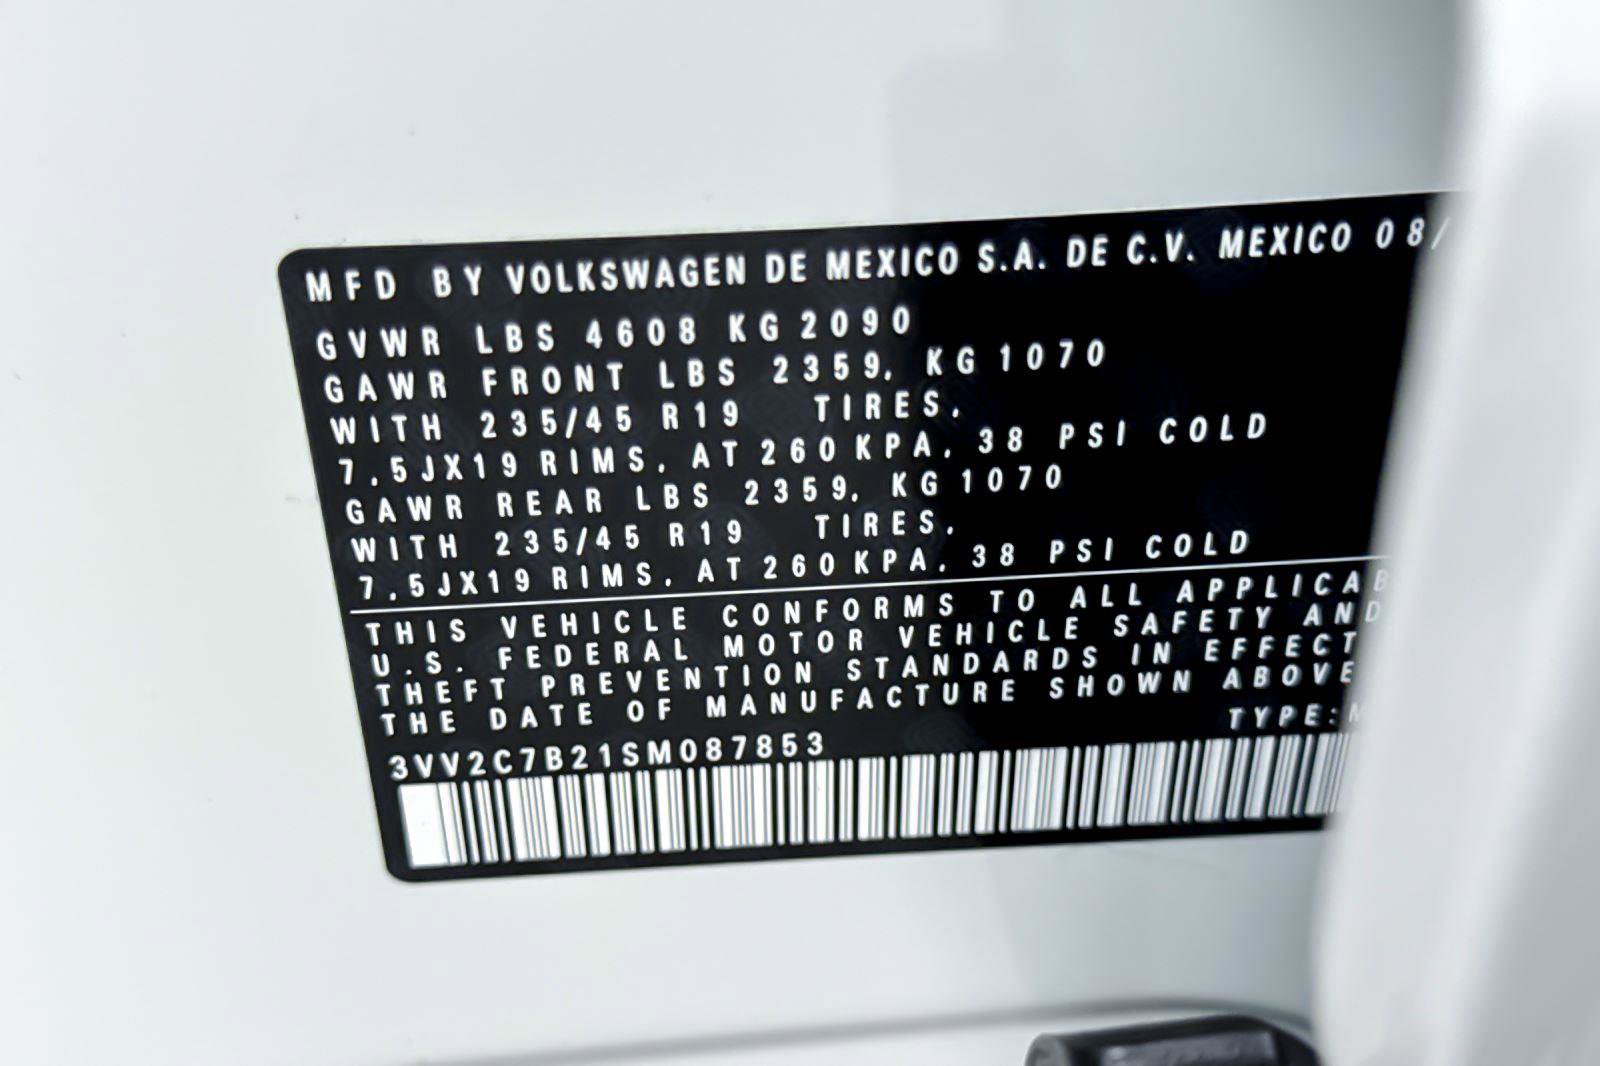 MFD BY VOLKSWAGEN DE MEXICO S.A. DE C.V. MEXICO 08/
GVWR LBS 4608 KG 2090
GAWR FRONT LBS 2359, KG 1070
WITH 235/45 R19 TIRES,
7.5JX19 RIMS, AT 260 KPA, 38 PSI COLD
GAWR REAR LBS 2359, KG 1070
WITH 235/45 R19 TIRES,
7.5JX19 RIMS, AT 260 KPA, 38 PSI COLD
THIS VEHICLE CONFORMS TO ALL
U.S. FEDERAL MOTOR VEHICLE SAFETY AND
THEFT PREVENTION STANDARDS IN EFFECT
THE DATE OF MANUFACTURE SHOWN ABOVE
TYPE:
3VV2C7B21SM087853